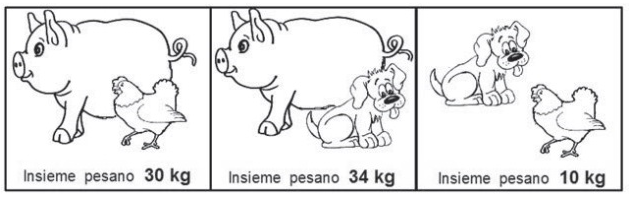 Insieme pesano 30 kg
Insieme pesano 34 kg
Insieme pesano 10 kg